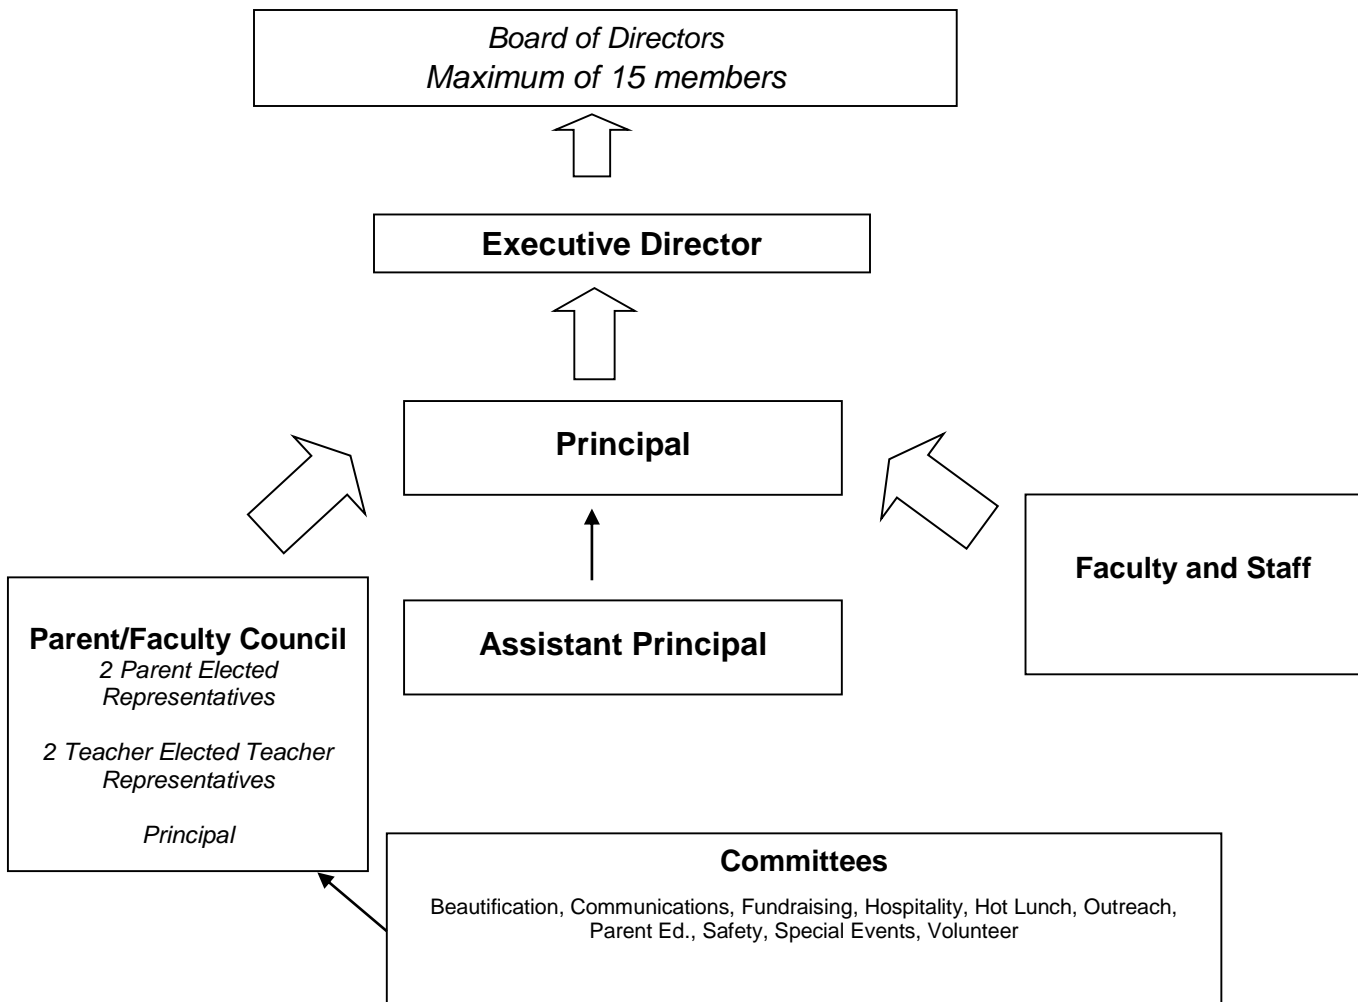 Board of Directors
Maximum of 15 members
Executive Director
Principal
Faculty and Staff
Parent/Faculty Council
2 Parent Elected
Representatives
2 Teacher Elected Teacher
Representatives
Principal
Assistant Principal
Committees
Beautification, Communications, Fundraising, Hospitality, Hot Lunch, Outreach,
Parent Ed., Safety, Special Events, Volunteer